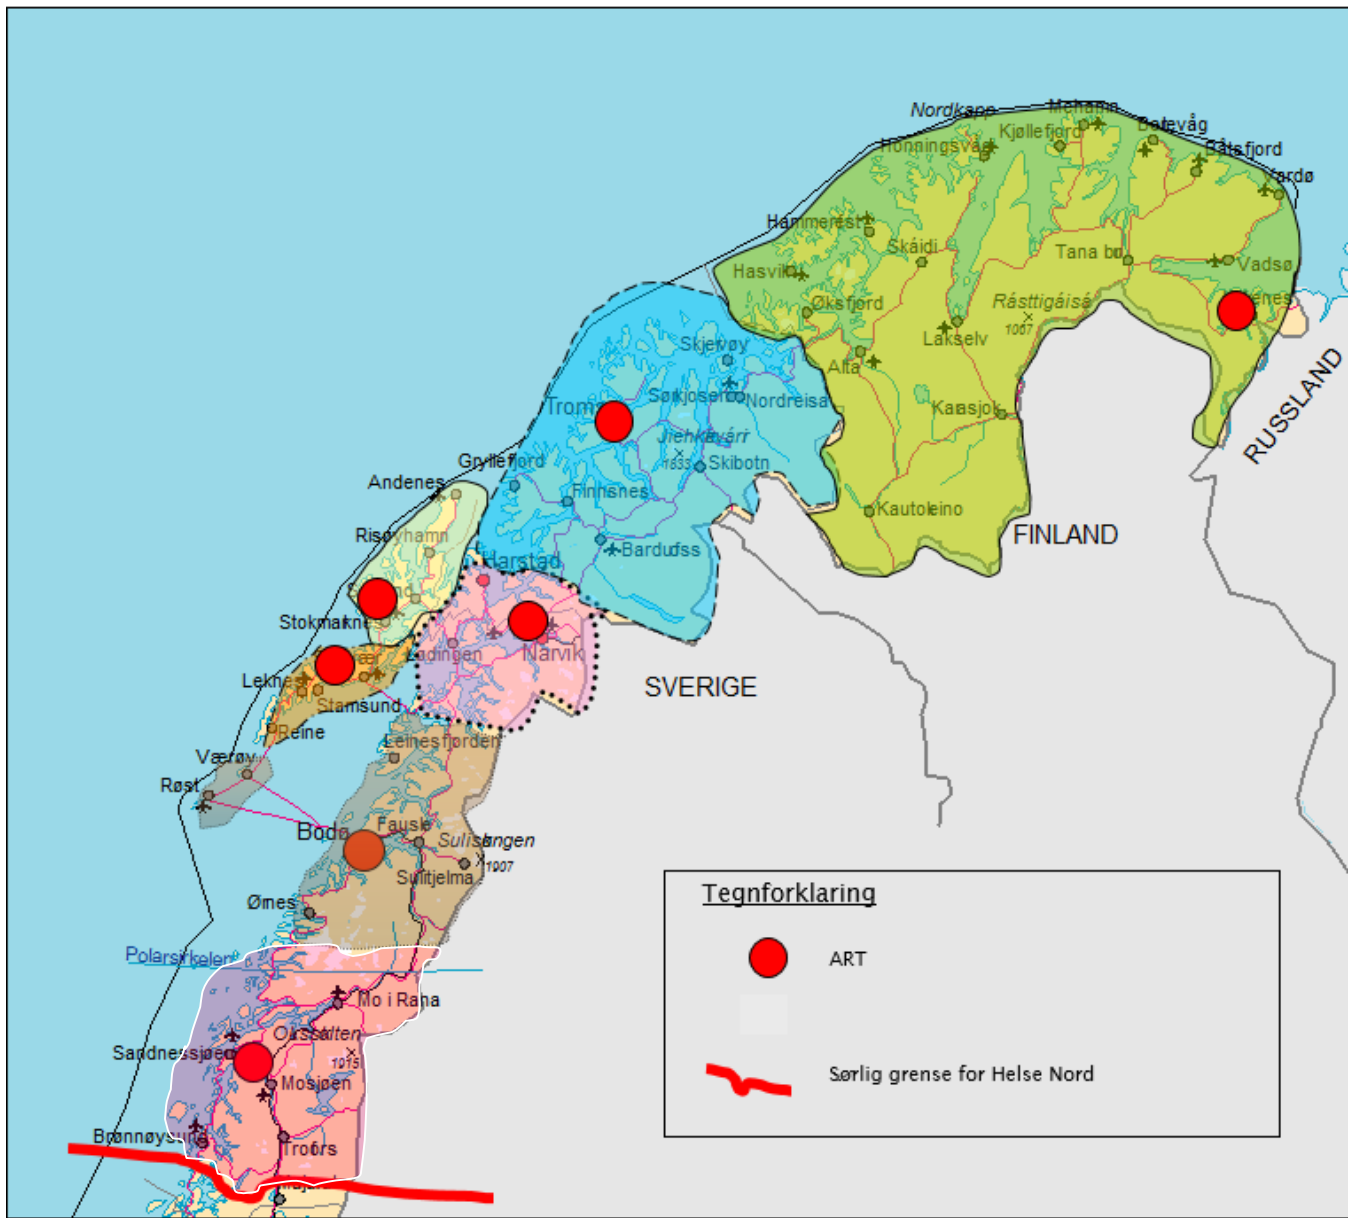 Nordkapp
Mehamn
Kjøllefjord
Honningsvåg
Båtsfjord
Vardø
Hammerfest
Skáidi
Tana bru
Hasvik
Vadsø
Øksfjord
Rásttigáisá
1067
Lakselv
Alta
Skjervøy
Sørkjosen
Nordreisa
Karasjok
RUSSLAND
Jiehkkevárri
1833
Skibotn
Gryllefjord
Andenes
Finnsnes
Kautokeino
FINLAND
Risøyhamn
Bardufoss
Harstad
Stokmarknes
Lødingen
Narvik
Leknes
SVERIGE
Stamsund
Reine
Leinesfjorden
Værøy
Røst
Bodø
Fauske
Sulitjelma
1907
Ørnes
Polarsirkelen
Mo i Rana
Sandnessjøen
1915
Mosjøen
Brønnøysund
Trofors
Tegnforklaring
ART
Sørlig grense for Helse Nord